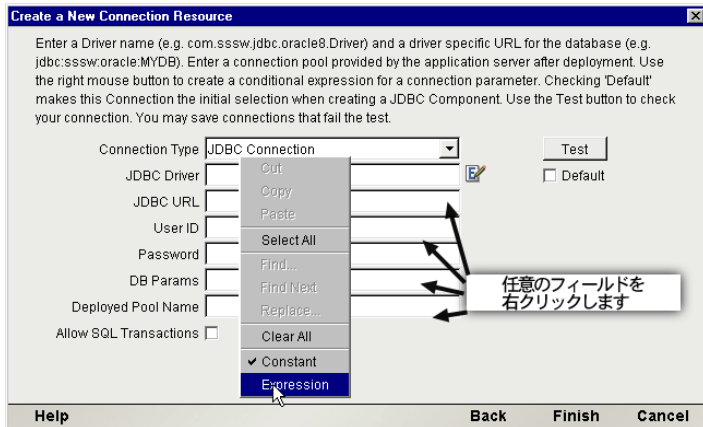 Create a New Connection Resource
Enter a Driver name (e.g. com.sssw.jdbc.oracle8.Driver) and a driver specific URL for the database (e.g.
jdbc:sssw:oracle:MYDB). Enter a connection pool provided by the application server after deployment. Use
the right mouse button to create a conditional expression for a connection parameter. Checking 'Default'
makes this Connection the initial selection when creating a JDBC Component. Use the Test button to check
your connection. You may save connections that fail the test.
Connection Type JDBC Connection Test
JDBC Driver Default
JDBC URL
User ID
Password
DB Params
Deployed Pool Name
Allow SQL Transactions
Cut
Copy
Paste
Select All
Find...
Find Next
Replace...
Clear All
Constant
Expression
任意のフィールドを
右クリックします
Help Back Finish Cancel